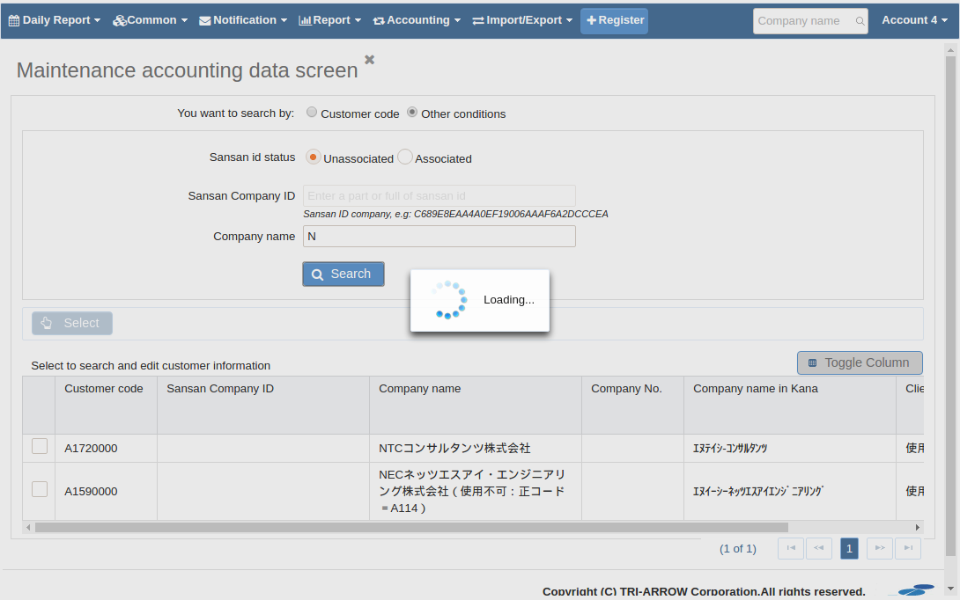 Daily Report Common Notification Report Accounting Import/Export Register Company name Account 4
Maintenance accounting data screen
You want to search by: Customer code Other conditions
Sansan id status Unassociated Associated
Sansan Company ID Enter a part or full of sansan id
Sansan ID company, e.g: C689E8EAA4A0EF19006AAAF6A2DCCCEA
Company name N
Search
Loading...
Select
Select to search and edit customer information Toggle Column
Customer code Sansan Company ID Company name Company No. Company name in Kana Clie
A1720000 NTCコンサルタンツ株式会社 ｴﾇﾃｲｼ-ｺﾝｻﾙﾀﾝﾂ 使用
NECネッツエスアイ・エンジニアリ
A1590000 ング株式会社（使用不可：正コード ｴﾇｲｰｼｰﾈｯﾂｴｽｱｲｴﾝｼﾞﾆｱﾘﾝｸﾞ 使用
=A114）
(1 of 1) 1
Copyright (C) TRI-ARROW Corporation.All rights reserved.